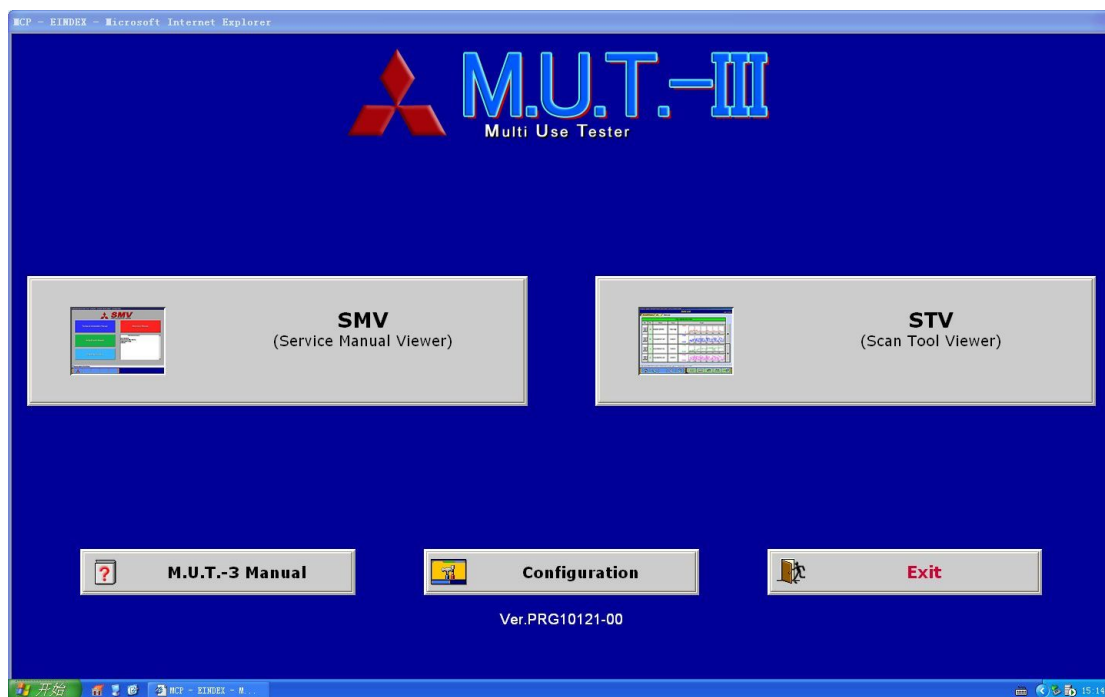 MCP - EINDEX - Microsoft Internet Explorer
M.U.T.-III
Multi Use Tester
SMV
SMV
(Service Manual Viewer)
STV
(Scan Tool Viewer)
M.U.T.-3 Manual
Configuration
Exit
Ver.PRG10121-00
开始
MCP - EINDEX - M...
15:14